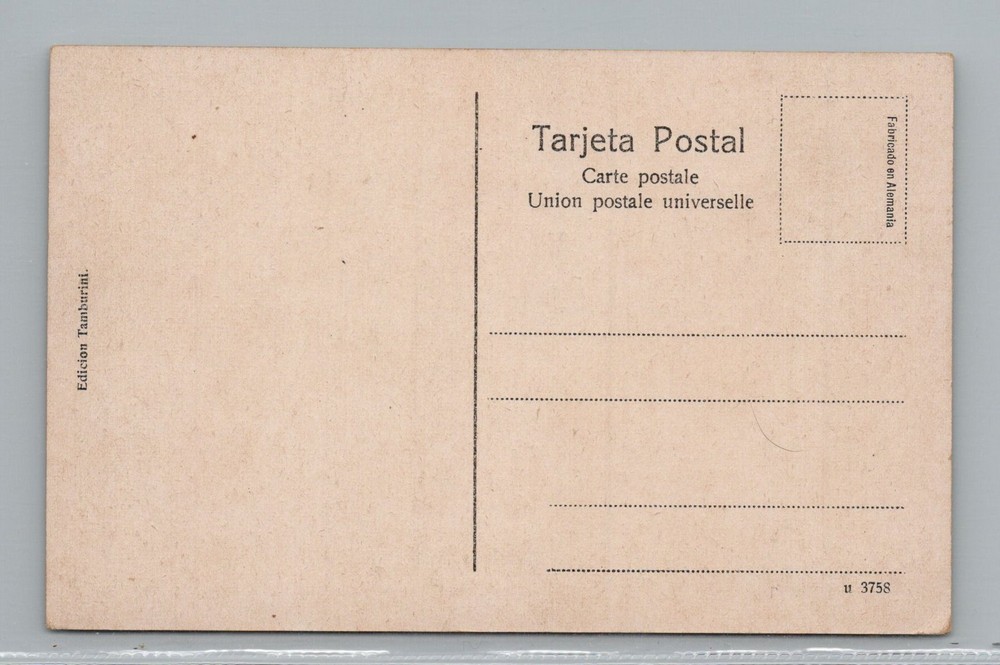 Tarjeta Postal
Carte postale
Union postale universelle
Fabricado en Alemania
Edicion Tamburini.
u 3758